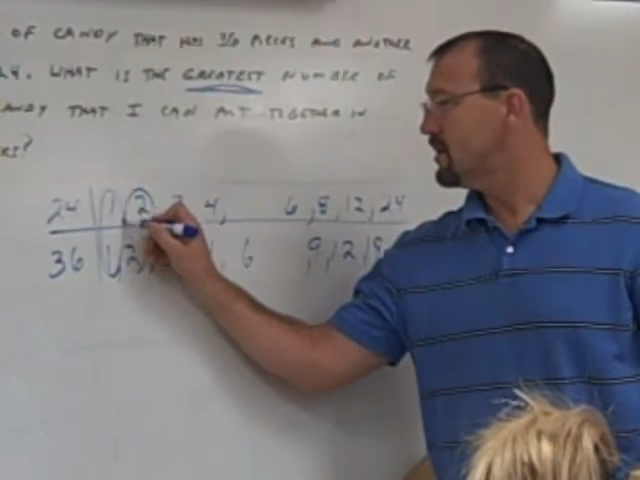 OF CANDY THAT HAS 36 PIECES AND ANOTHER
24. WHAT IS THE GREATEST NUMBER OF
ANDY THAT I CAN PUT TOGETHER IN
24 1, 2 3 4, 6, 8, 12, 24
36 1, 2, 6 9, 12, 18